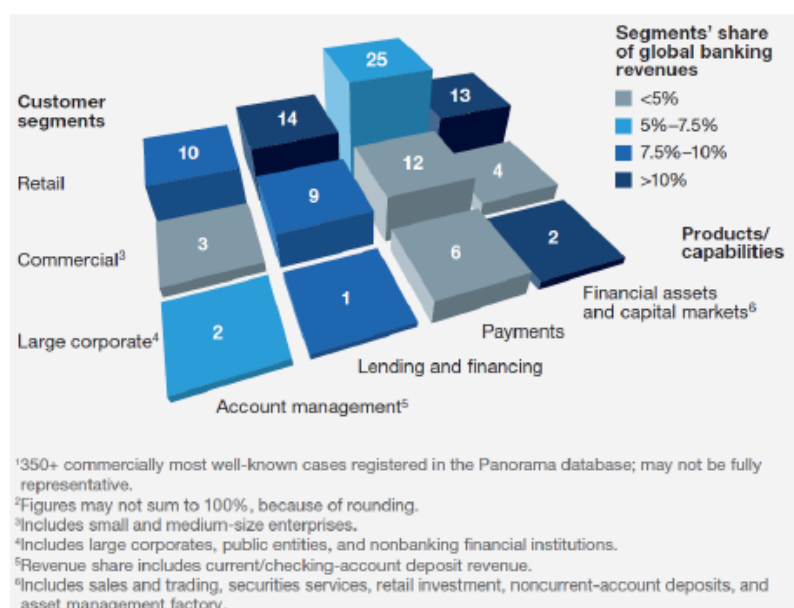 Segments' share
of global banking
revenues
<5%
5%–7.5%
7.5%–10%
>10%
Customer
segments
Retail
Commercial³
Large corporate⁴
10
14
25
13
3
9
12
4
2
1
6
2
Products/
capabilities
Financial assets
and capital markets⁶
Payments
Lending and financing
Account management⁵
¹350+ commercially most well-known cases registered in the Panorama database; may not be fully
representative.
²Figures may not sum to 100%, because of rounding.
³Includes small and medium-size enterprises.
⁴Includes large corporates, public entities, and nonbanking financial institutions.
⁵Revenue share includes current/checking-account deposit revenue.
⁶Includes sales and trading, securities services, retail investment, noncurrent-account deposits, and
asset management factory.